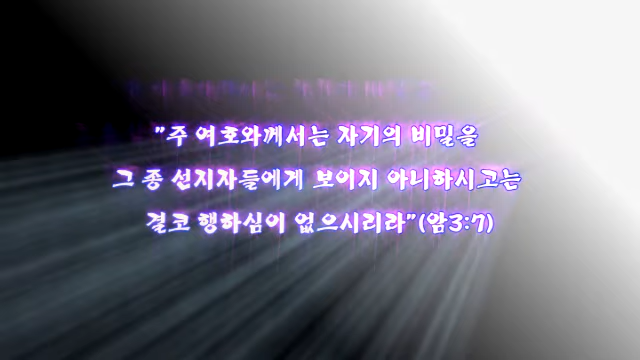 "주 여호와께서는 자기의 비밀을
그 종 선지자들에게 보이지 아니하시고는
결코 행하심이 없으시리라"(암3:7)